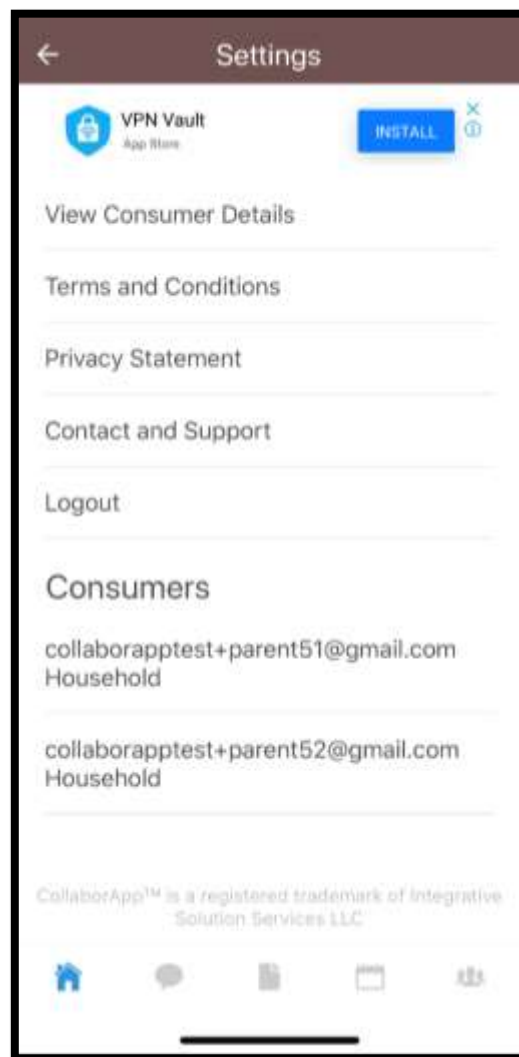 Settings
VPN Vault
App Store
INSTALL
View Consumer Details
Terms and Conditions
Privacy Statement
Contact and Support
Logout
Consumers
collaborapptest+parent51@gmail.com
Household
collaborapptest+parent52@gmail.com
Household
CollaborApp™ is a registered trademark of Integrative
Solution Services LLC